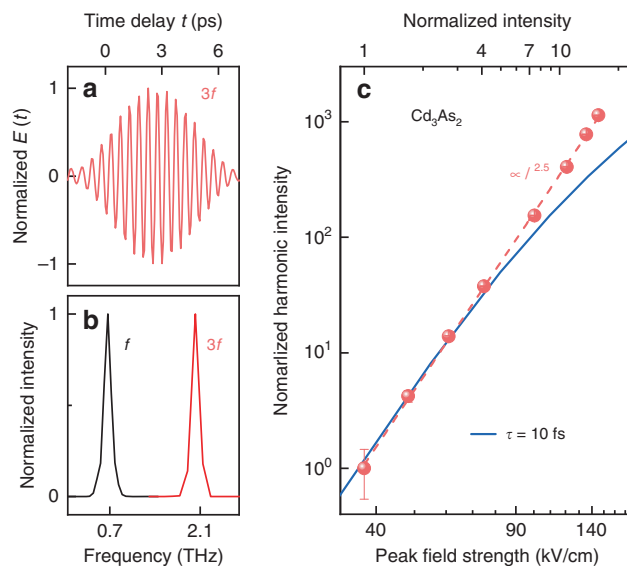 Time delay t (ps)
0 3 6
a
3f
1
0
−1
Normalized E (t)
b
f
3f
1
0
Normalized intensity
0.7 2.1
Frequency (THz)
Normalized intensity
1 4 7 10
c
Cd₃As₂
∝ I 2.5
10³
10²
10¹
10⁰
Nomarlized harmonic intensity
τ = 10 fs
40 90 140
Peak field strength (kV/cm)